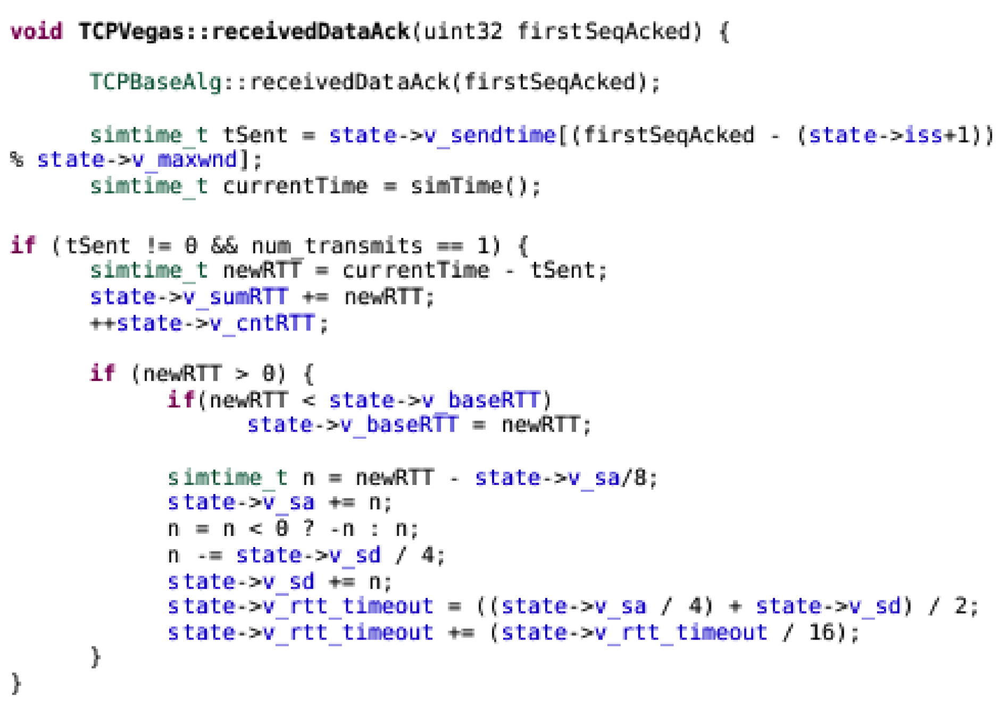 void TCPVegas::receivedDataAck(uint32 firstSeqAcked) {
TCPBaseAlg::receivedDataAck(firstSeqAcked);
simtime_t tSent = state->v_sendtime[(firstSeqAcked - (state->iss+1))
% state->v_maxwnd];
simtime_t currentTime = simTime();
if (tSent != 0 && num_transmits == 1) {
simtime_t newRTT = currentTime - tSent;
state->v_sumRTT += newRTT;
++state->v_cntRTT;
if (newRTT > 0) {
if(newRTT < state->v_baseRTT)
state->v_baseRTT = newRTT;
simtime_t n = newRTT - state->v_sa/8;
state->v_sa += n;
n = n < 0 ? -n : n;
n -= state->v_sd / 4;
state->v_sd += n;
state->v_rtt_timeout = ((state->v_sa / 4) + state->v_sd) / 2;
state->v_rtt_timeout += (state->v_rtt_timeout / 16);
}
}